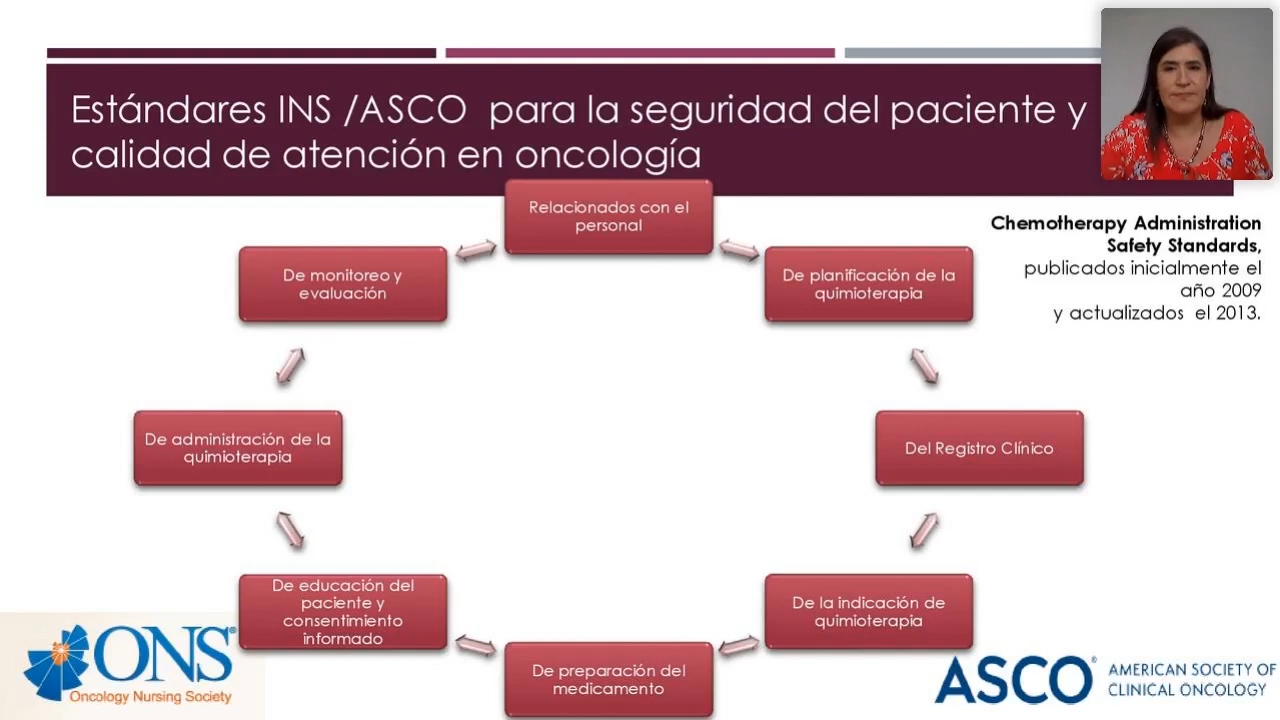 Estándares INS /ASCO para la seguridad del paciente y
calidad de atención en oncología
Relacionados con el
personal
De monitoreo y
evaluación
De planificación de la
quimioterapia
Chemotherapy Administration
Safety Standards,
publicados inicialmente el
año 2009
y actualizados el 2013.
De administración de la
quimioterapia
Del Registro Clínico
De educación del
paciente y
consentimiento
informado
De la indicación de
quimioterapia
De preparación del
medicamento
ONS®
Oncology Nursing Society
ASCO®
AMERICAN SOCIETY OF
CLINICAL ONCOLOGY